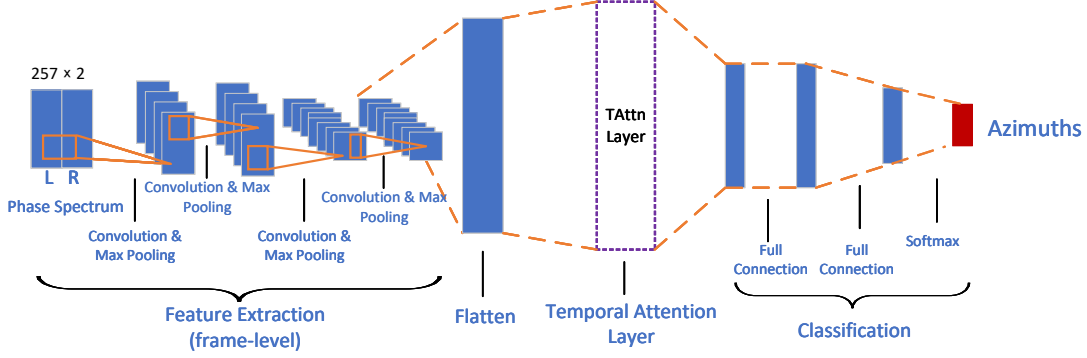 257 × 2
L R
Phase Spectrum
Convolution &
Max Pooling
Convolution & Max
Pooling
Convolution &
Max Pooling
Convolution & Max
Pooling
Feature Extraction
(frame-level)
Flatten
TAttn
Layer
Temporal Attention
Layer
Full
Connection
Full
Connection
Softmax
Classification
Azimuths